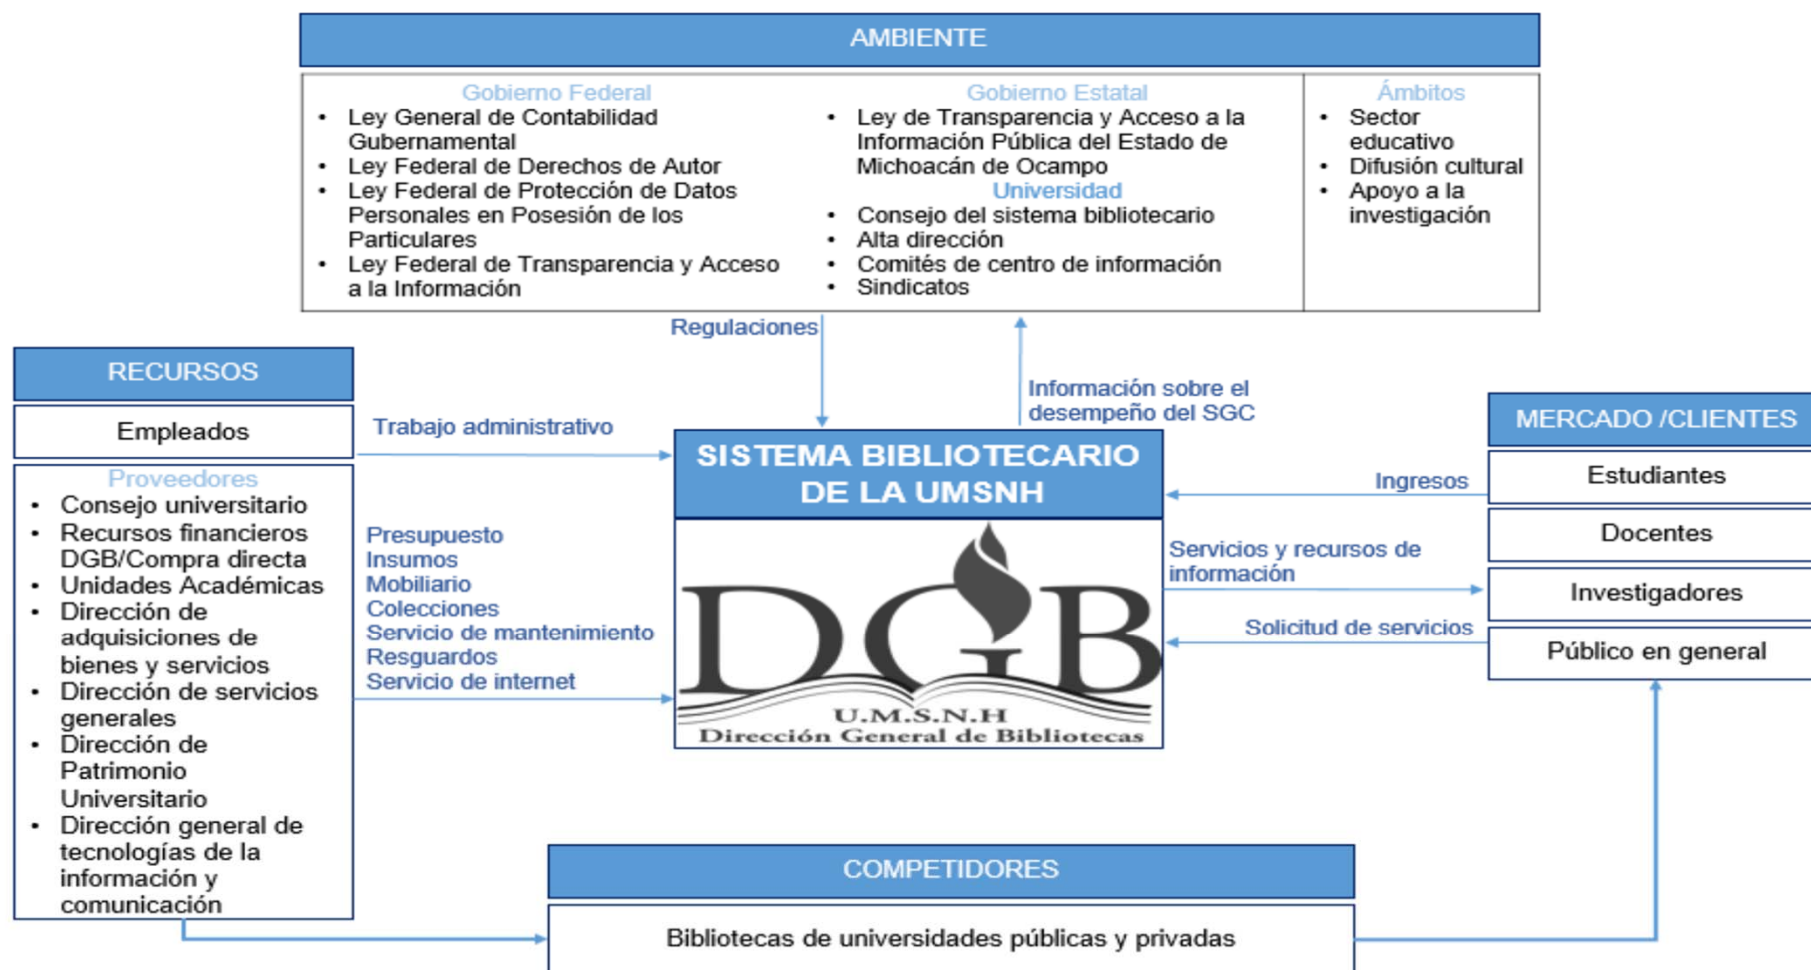 AMBIENTE
Gobierno Federal
• Ley General de Contabilidad
Gubernamental
• Ley Federal de Derechos de Autor
• Ley Federal de Protección de Datos
Personales en Posesión de los
Particulares
• Ley Federal de Transparencia y Acceso
a la Información
Gobierno Estatal
• Ley de Transparencia y Acceso a la
Información Pública del Estado de
Michoacán de Ocampo
Universidad
• Consejo del sistema bibliotecario
• Alta dirección
• Comités de centro de información
• Sindicatos
Ámbitos
• Sector
educativo
• Difusión cultural
• Apoyo a la
investigación
Regulaciones
Información sobre el
desempeño del SGC
RECURSOS
Empleados
Proveedores
• Consejo universitario
• Recursos financieros
DGB/Compra directa
• Unidades Académicas
• Dirección de
adquisiciones de
bienes y servicios
• Dirección de servicios
generales
• Dirección de
Patrimonio
Universitario
• Dirección general de
tecnologías de la
información y
comunicación
Trabajo administrativo
Presupuesto
Insumos
Mobiliario
Colecciones
Servicio de mantenimiento
Resguardos
Servicio de internet
SISTEMA BIBLIOTECARIO
DE LA UMSNH
DGB
U.M.S.N.H
Dirección General de Bibliotecas
Ingresos
Servicios y recursos de
información
Solicitud de servicios
MERCADO /CLIENTES
Estudiantes
Docentes
Investigadores
Público en general
COMPETIDORES
Bibliotecas de universidades públicas y privadas